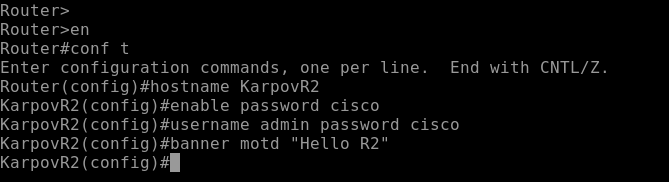 Router>
Router>en
Router#conf t
Enter configuration commands, one per line.  End with CNTL/Z.
Router(config)#hostname KarpovR2
KarpovR2(config)#enable password cisco
KarpovR2(config)#username admin password cisco
KarpovR2(config)#banner motd "Hello R2"
KarpovR2(config)#